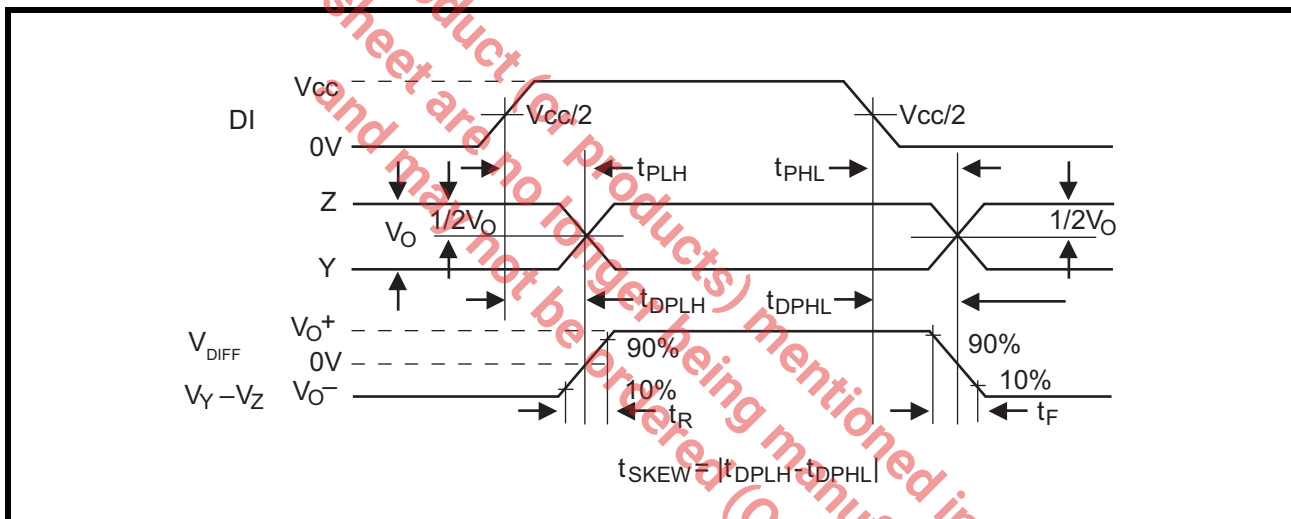 Vcc
DI
Vcc/2
Vcc/2
0V
tPLH
tPHL
Z
VO
1/2VO
1/2VO
Y
tDPLH
tDPHL
VO+
VDIFF
0V
90%
90%
VY –VZ
VO–
10%
10%
tR
tF
tSKEW= |tDPLH-tDPHL|
oduct (or products) mentioned in
sheet are no longer being manuf
and may not be ordered (O